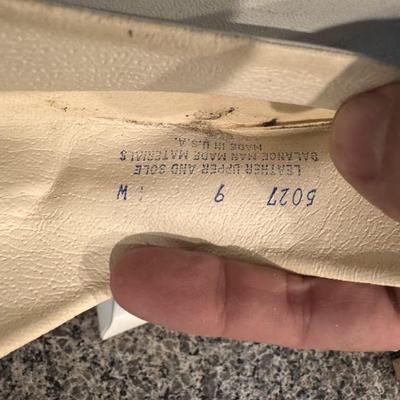 5027 9 W
LEATHER UPPER AND SOLE
BALANCE MAN MADE MATERIALS
MADE IN U.S.A.